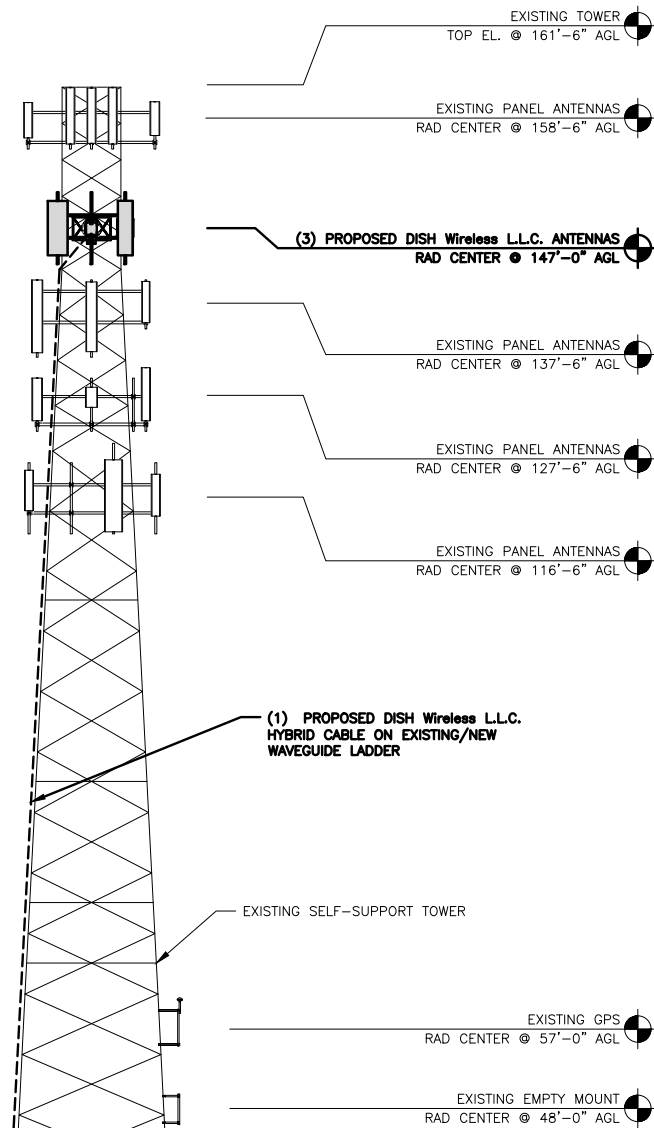 EXISTING TOWER
TOP EL. @ 161'-6" AGL
EXISTING PANEL ANTENNAS
RAD CENTER @ 158'-6" AGL
(3) PROPOSED DISH Wireless L.L.C. ANTENNAS
RAD CENTER @ 147'-0" AGL
EXISTING PANEL ANTENNAS
RAD CENTER @ 137'-6" AGL
EXISTING PANEL ANTENNAS
RAD CENTER @ 127'-6" AGL
EXISTING PANEL ANTENNAS
RAD CENTER @ 116'-6" AGL
(1) PROPOSED DISH Wireless L.L.C.
HYBRID CABLE ON EXISTING/NEW
WAVEGUIDE LADDER
EXISTING SELF-SUPPORT TOWER
EXISTING GPS
RAD CENTER @ 57'-0" AGL
EXISTING EMPTY MOUNT
RAD CENTER @ 48'-0" AGL